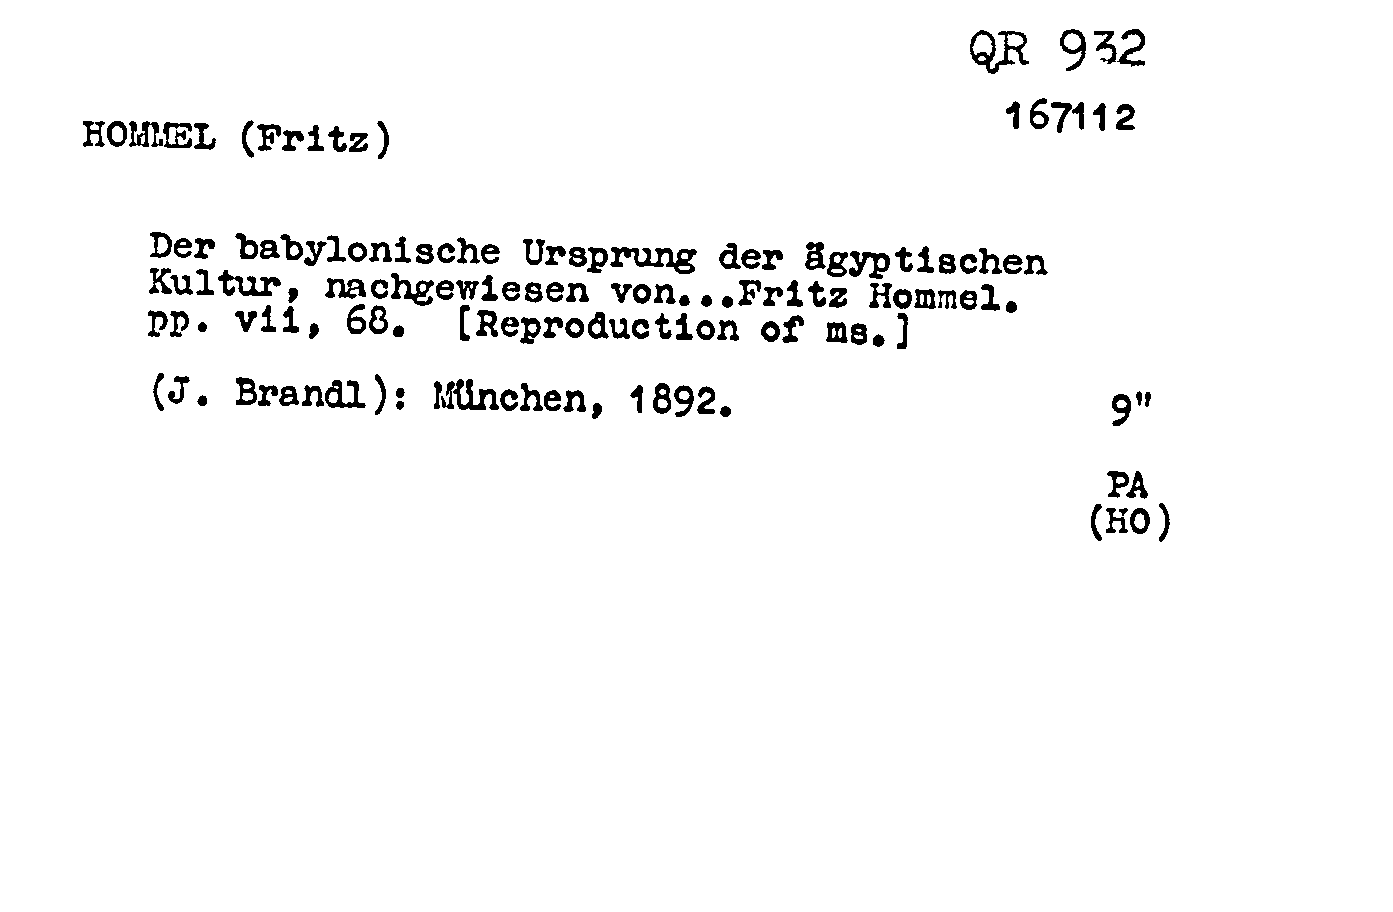 QR 932
167112
HOMMEL (Fritz)
Der babylonische Ursprung der ägyptischen
Kultur, nachgewiesen von...Fritz Hommel.
pp. vii, 68. [Reproduction of ms.]
(J. Brandl): München, 1892.
9"
PA
(HO)